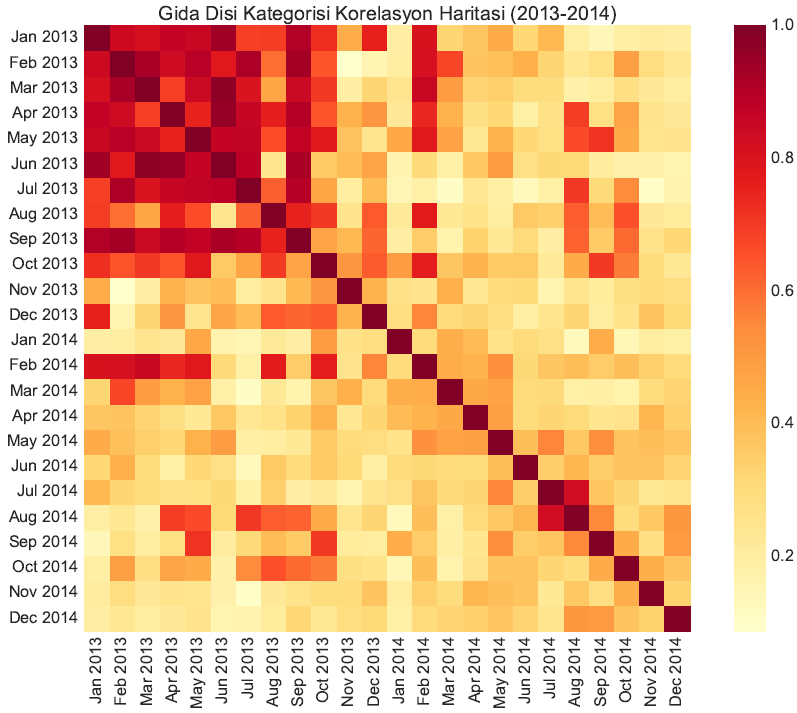 Gida Disi Kategorisi Korelasyon Haritasi (2013-2014)
Jan 2013
Feb 2013
Mar 2013
Apr 2013
May 2013
Jun 2013
Jul 2013
Aug 2013
Sep 2013
Oct 2013
Nov 2013
Dec 2013
Jan 2014
Feb 2014
Mar 2014
Apr 2014
May 2014
Jun 2014
Jul 2014
Aug 2014
Sep 2014
Oct 2014
Nov 2014
Dec 2014
Jan 2013
Feb 2013
Mar 2013
Apr 2013
May 2013
Jun 2013
Jul 2013
Aug 2013
Sep 2013
Oct 2013
Nov 2013
Dec 2013
Jan 2014
Feb 2014
Mar 2014
Apr 2014
May 2014
Jun 2014
Jul 2014
Aug 2014
Sep 2014
Oct 2014
Nov 2014
Dec 2014
1.0
0.8
0.6
0.4
0.2